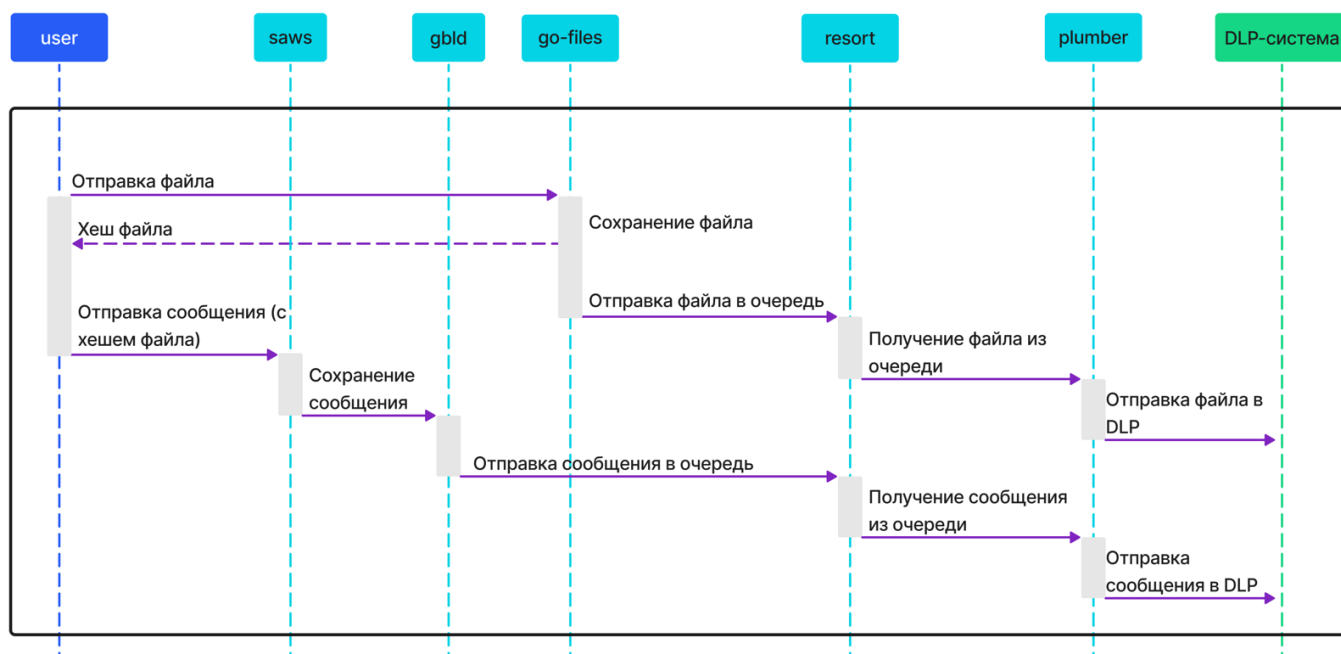 user
saws
gbld
go-files
resort
plumber
DLP-система
Отправка файла
Хеш файла
Сохранение файла
Отправка файла в очередь
Отправка сообщения (с
хешем файла)
Получение файла из
очереди
Сохранение
сообщения
Отправка файла в
DLP
Отправка сообщения в очередь
Получение сообщения
из очереди
Отправка
сообщения в DLP